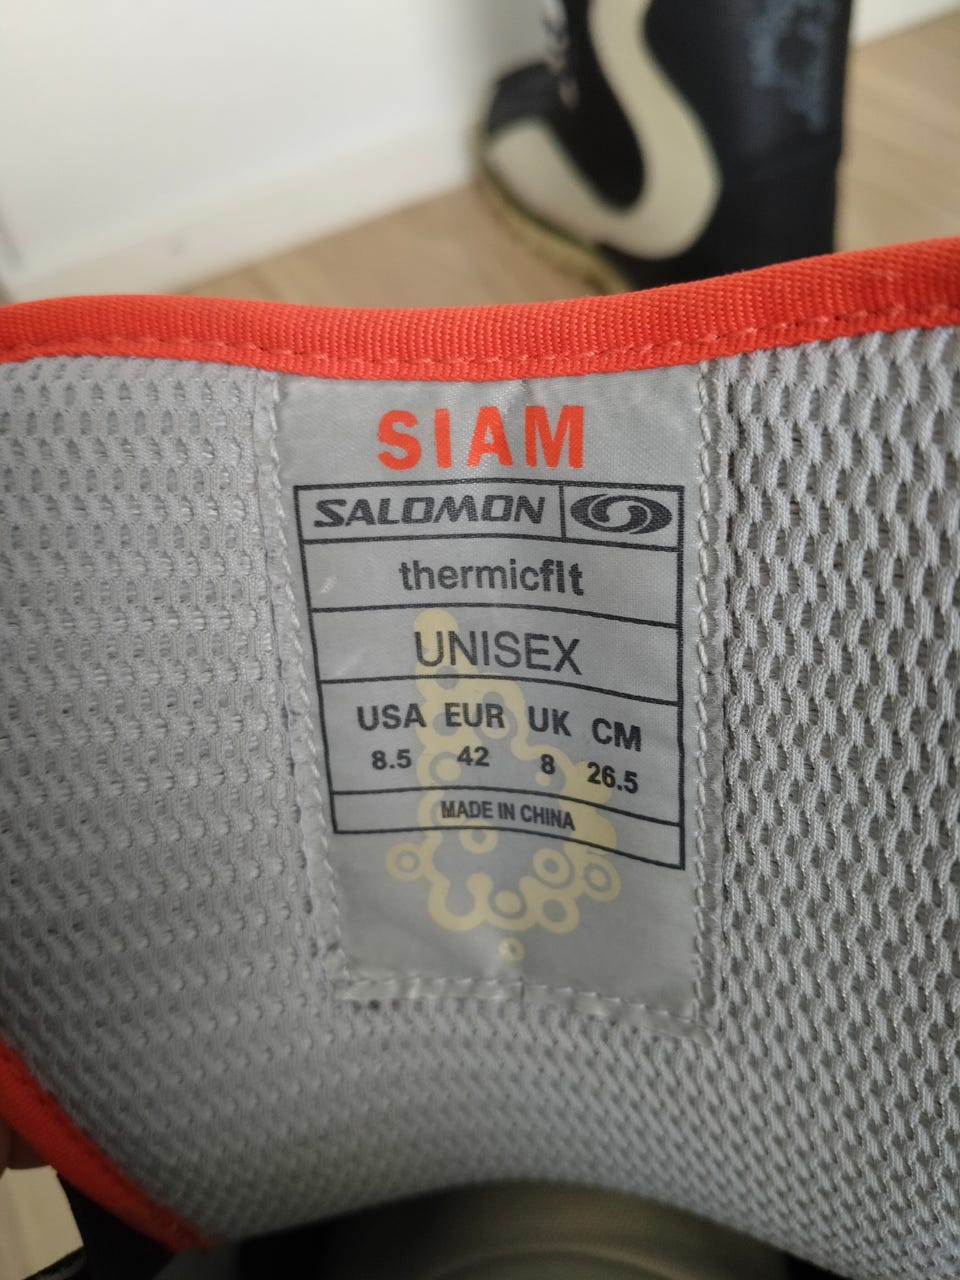 SIAM
SALOMON
thermicfit
UNISEX
USA EUR UK CM
8.5 42 8 26.5
MADE IN CHINA